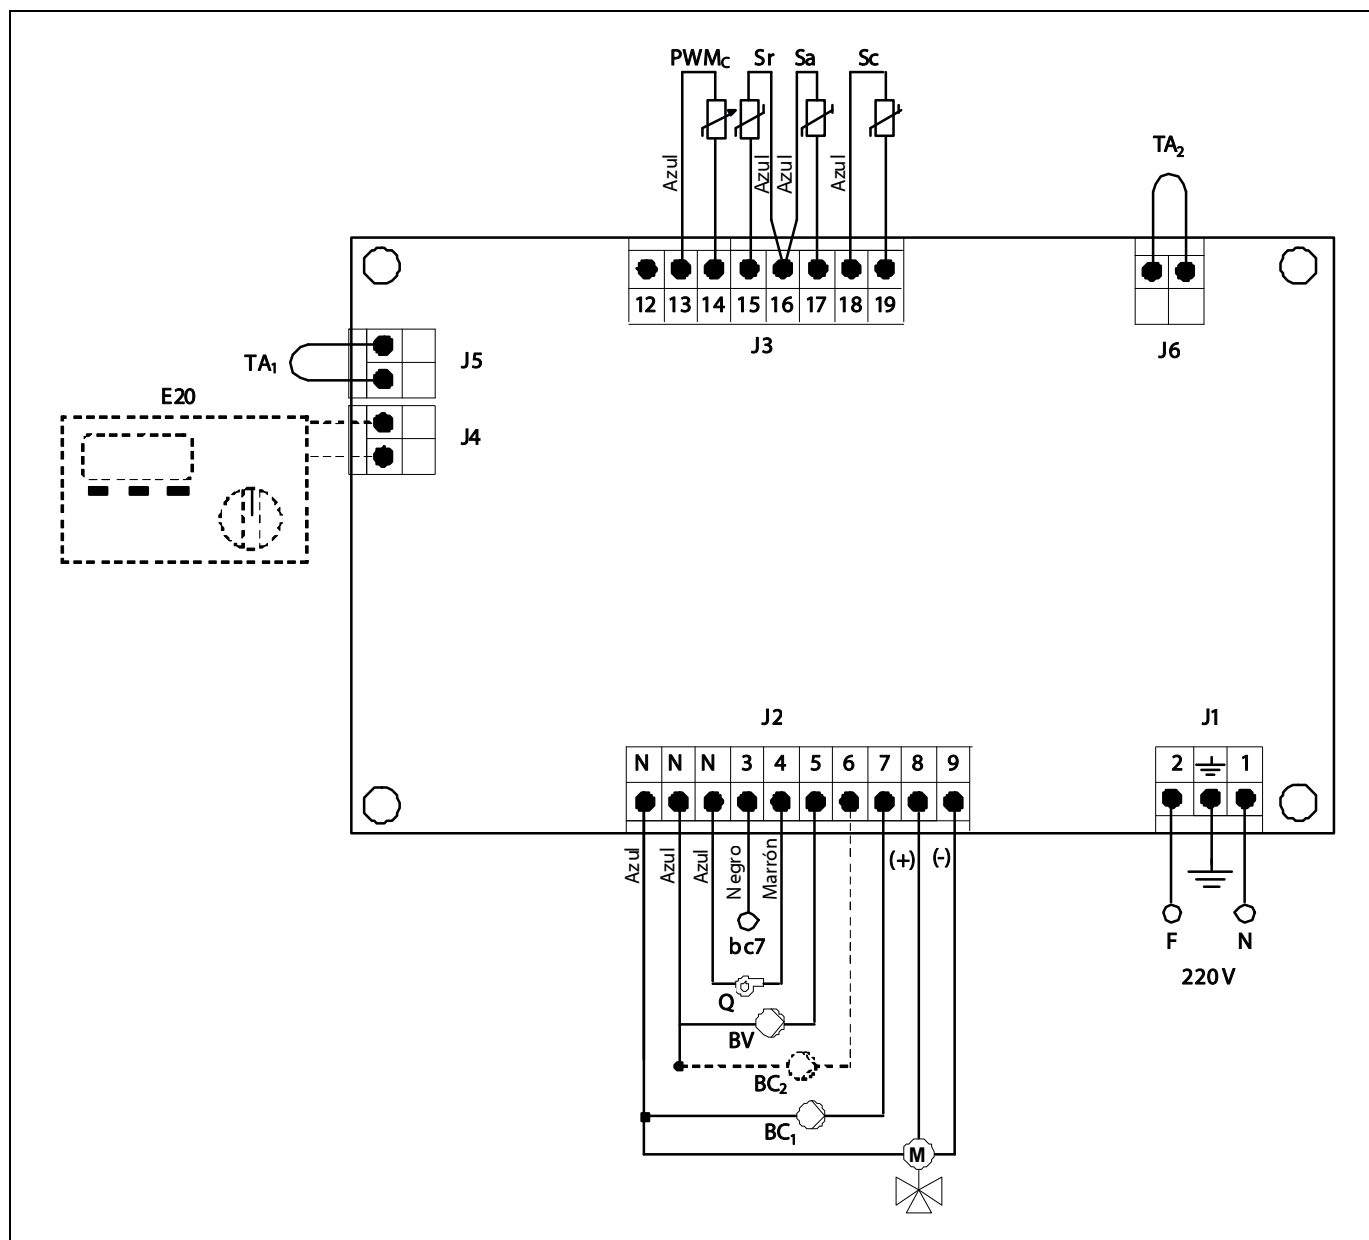 PWMC Sr Sa Sc
TA2
Azul Azul Azul Azul
12 13 14 15 16 17 18 19
J3
J6
TA1
J5
E20
J4
J2
J1
N N N 3 4 5 6 7 8 9
2 1
Azul Azul Azul Negro Marrón (+) (-)
bc7
F N
220 V
Q
BV
BC2
BC1
M